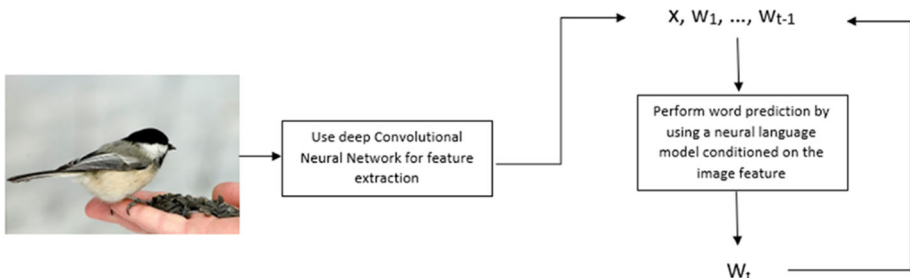 x, w₁, ..., wₜ₋₁
Use deep Convolutional
Neural Network for feature
extraction
Perform word prediction by
using a neural language
model conditioned on the
image feature
wₜ